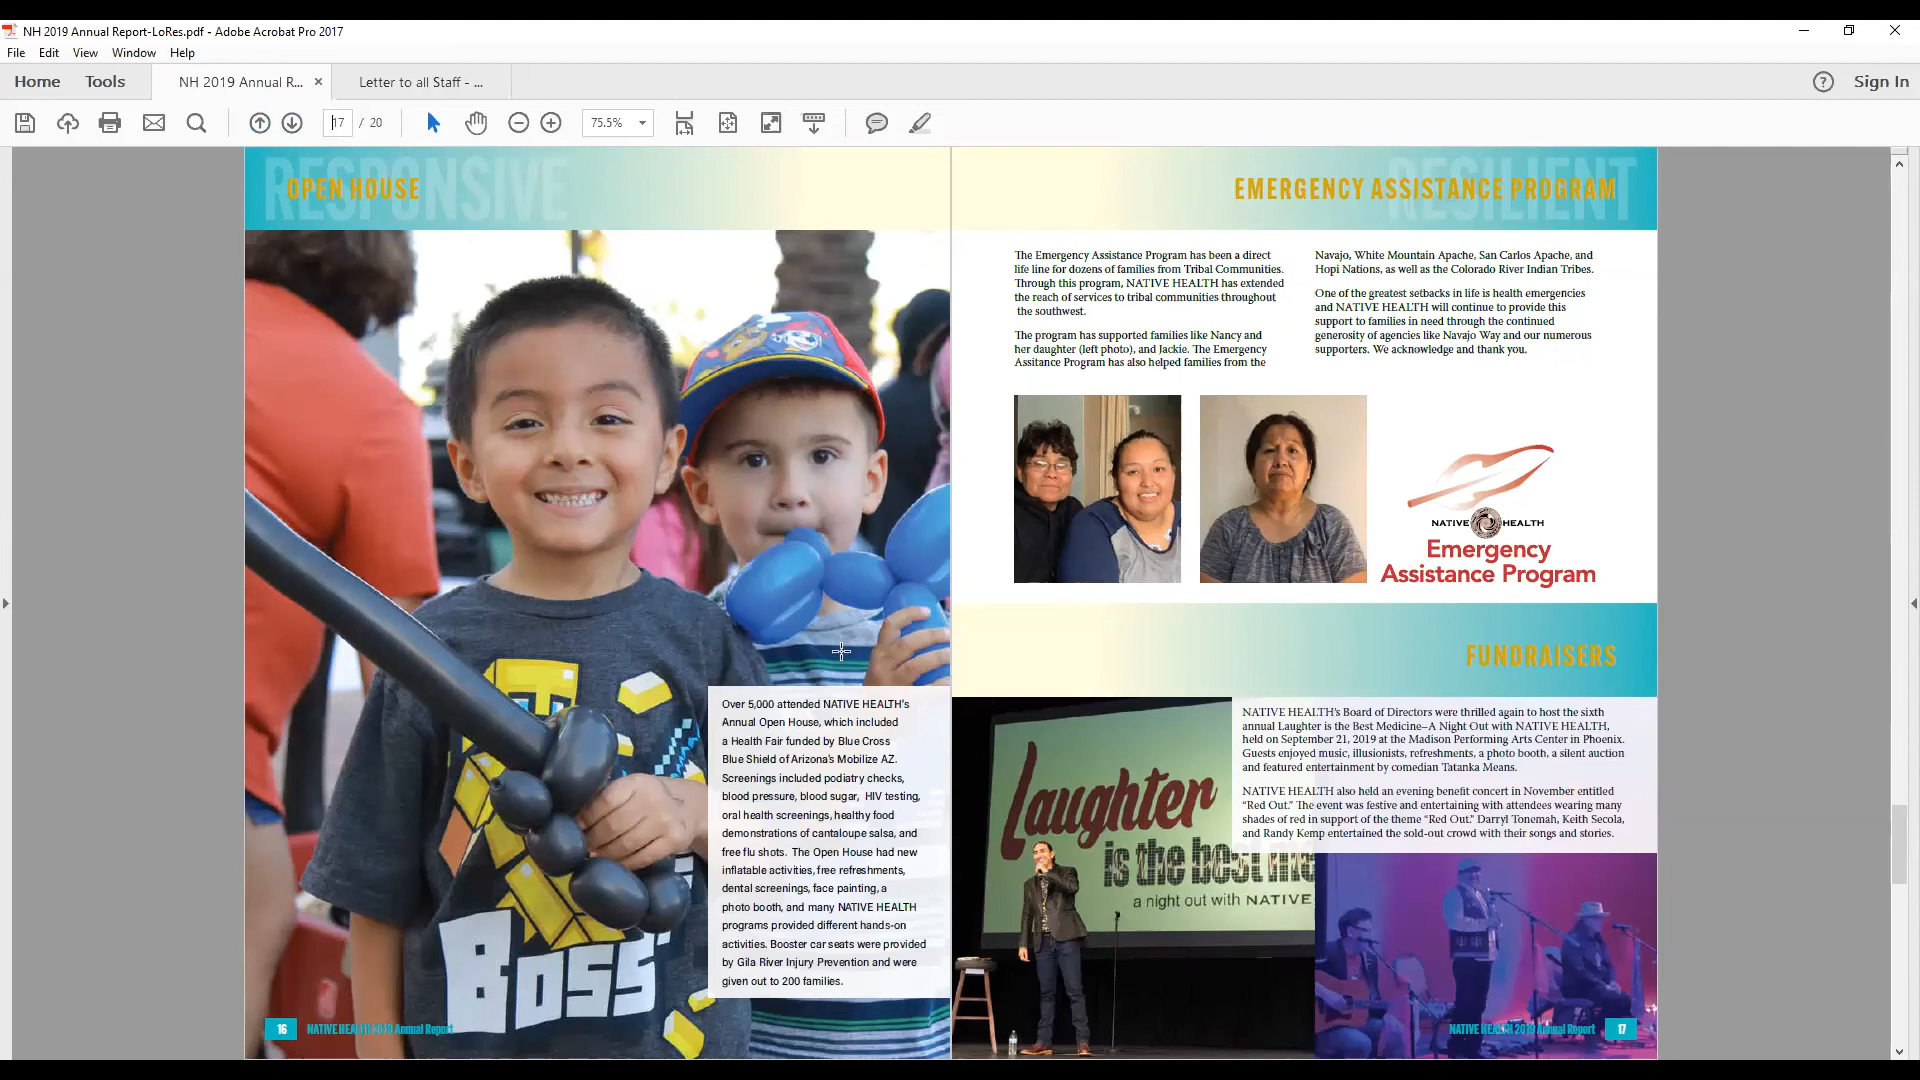 NH 2019 Annual Report-LoRes.pdf - Adobe Acrobat Pro 2017
File Edit View Window Help
Home Tools NH 2019 Annual R... × Letter to all Staff - ... Sign In
17 / 20 75.5%
RESPONSIVE
OPEN HOUSE
Over 5,000 attended NATIVE HEALTH's
Annual Open House, which included
a Health Fair funded by Blue Cross
Blue Shield of Arizona's Mobilize AZ.
Screenings included podiatry checks,
blood pressure, blood sugar, HIV testing,
oral health screenings, healthy food
demonstrations of cantaloupe salsa, and
free flu shots. The Open House had new
inflatable activities, free refreshments,
dental screenings, face painting, a
photo booth, and many NATIVE HEALTH
programs provided different hands-on
activities. Booster car seats were provided
by Gila River Injury Prevention and were
given out to 200 families.
BOSS
16 NATIVE HEALTH 2019 Annual Report
RESILIENT
EMERGENCY ASSISTANCE PROGRAM
The Emergency Assistance Program has been a direct
life line for dozens of families from Tribal Communities.
Through this program, NATIVE HEALTH has extended
the reach of services to tribal communities throughout
the southwest.
The program has supported families like Nancy and
her daughter (left photo), and Jackie. The Emergency
Assitance Program has also helped families from the
Navajo, White Mountain Apache, San Carlos Apache, and
Hopi Nations, as well as the Colorado River Indian Tribes.
One of the greatest setbacks in life is health emergencies
and NATIVE HEALTH will continue to provide this
support to families in need through the continued
generosity of agencies like Navajo Way and our numerous
supporters. We acknowledge and thank you.
NATIVE HEALTH
Emergency
Assistance Program
FUNDRAISERS
NATIVE HEALTH's Board of Directors were thrilled again to host the sixth
annual Laughter is the Best Medicine–A Night Out with NATIVE HEALTH,
held on September 21, 2019 at the Madison Performing Arts Center in Phoenix.
Guests enjoyed music, illusionists, refreshments, a photo booth, a silent auction
and featured entertainment by comedian Tatanka Means.
NATIVE HEALTH also held an evening benefit concert in November entitled
“Red Out.” The event was festive and entertaining with attendees wearing many
shades of red in support of the theme “Red Out.” Darryl Tonemah, Keith Secola,
and Randy Kemp entertained the sold-out crowd with their songs and stories.
Laughter
is the best me
a night out with NATIVE
NATIVE HEALTH 2019 Annual Report 17